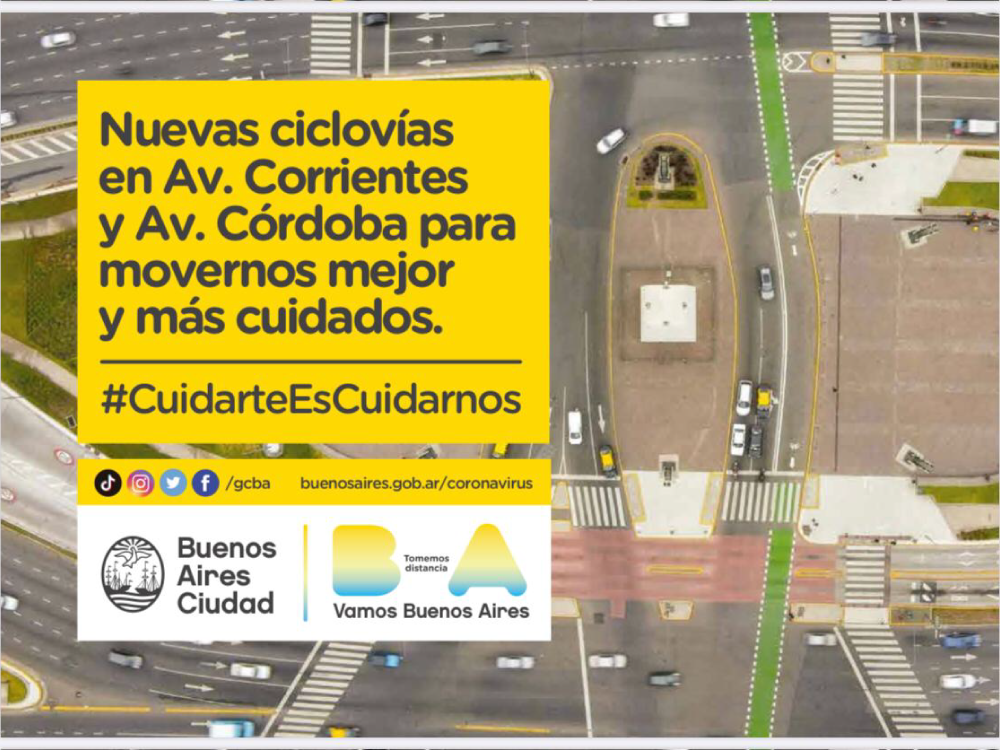 Nuevas ciclovías
en Av. Corrientes
y Av. Córdoba para
movernos mejor
y más cuidados.
#CuidarteEsCuidarnos
/gcba buenosaires.gob.ar/coronavirus
Buenos
Aires
Ciudad
BA
Tomemos
distancia
Vamos Buenos Aires